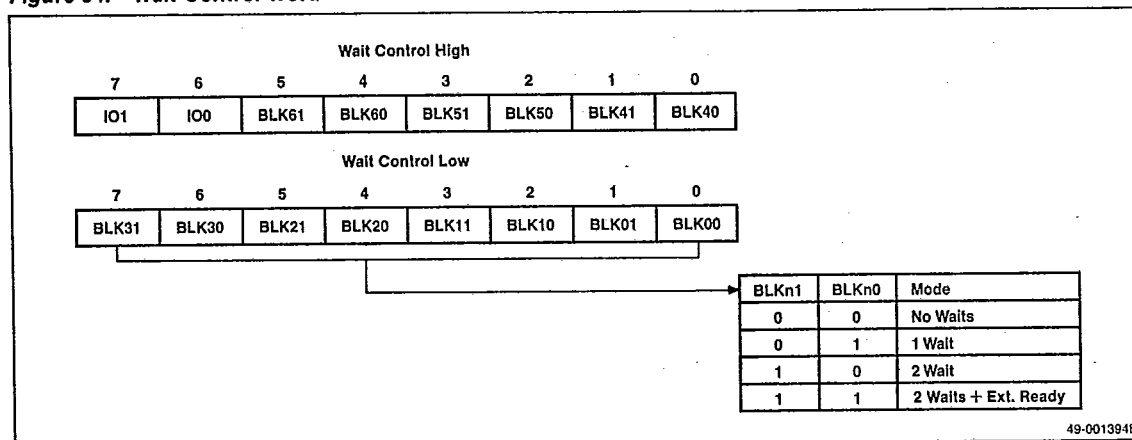 Wait Control High
7 6 5 4 3 2 1 0
IO1 IO0 BLK61 BLK60 BLK51 BLK50 BLK41 BLK40
Wait Control Low
7 6 5 4 3 2 1 0
BLK31 BLK30 BLK21 BLK20 BLK11 BLK10 BLK01 BLK00
BLKn1 BLKn0 Mode
0 0 No Waits
0 1 1 Wait
1 0 2 Wait
1 1 2 Waits + Ext. Ready